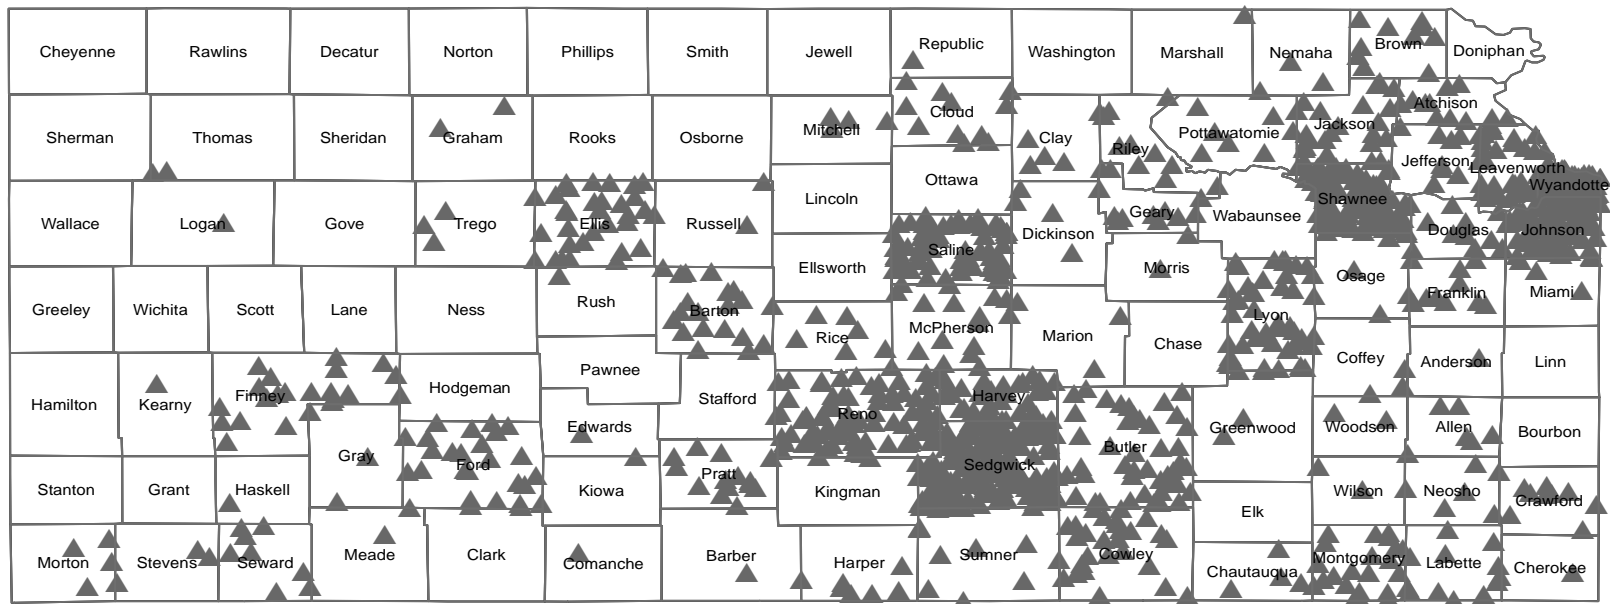 Cheyenne Rawlins Decatur Norton Phillips Smith Jewell Republic Washington Marshall Nemaha Brown Doniphan
Sherman Thomas Sheridan Graham Rooks Osborne Mitchell Cloud Clay Riley Pottawatomie Jackson Atchison
Jefferson Leavenworth Wyandotte
Ottawa
Wallace Logan Gove Trego Ellis Russell Lincoln Saline Dickinson Geary Wabaunsee Shawnee Douglas Johnson
Ellsworth Morris Osage Franklin Miami
Greeley Wichita Scott Lane Ness Rush Barton Rice McPherson Marion Chase Lyon
Coffey Anderson Linn
Hamilton Kearny Finney Hodgeman Pawnee Stafford Reno Harvey
Edwards Greenwood Woodson Allen Bourbon
Gray Ford Pratt Sedgwick Butler
Stanton Grant Haskell Kiowa Kingman Elk Wilson Neosho Crawford
Morton Stevens Seward Meade Clark Comanche Barber Harper Sumner Cowley Chautauqua Montgomery Labette Cherokee